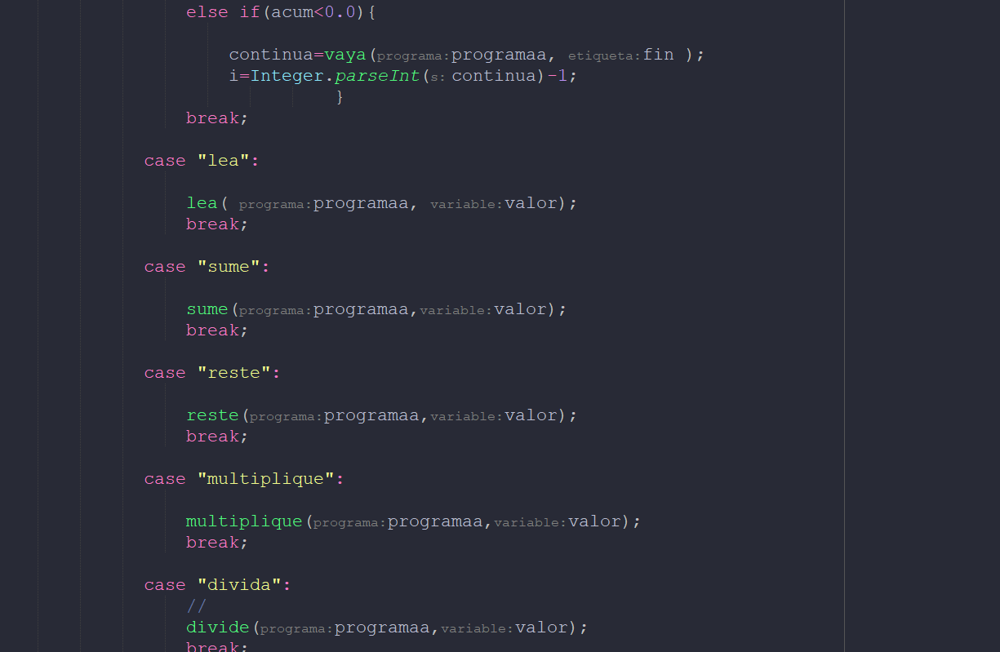 else if(acum<0.0){
continua=vaya(programa: programaa, etiqueta: fin );
i=Integer.parseInt(s: continua)-1;
}
break;
case "lea":
lea( programa: programaa, variable: valor);
break;
case "sume":
sume(programa: programaa,variable: valor);
break;
case "reste":
reste(programa: programaa,variable: valor);
break;
case "multiplique":
multiplique(programa: programaa,variable: valor);
break;
case "divida":
//
divide(programa: programaa,variable: valor);
break;